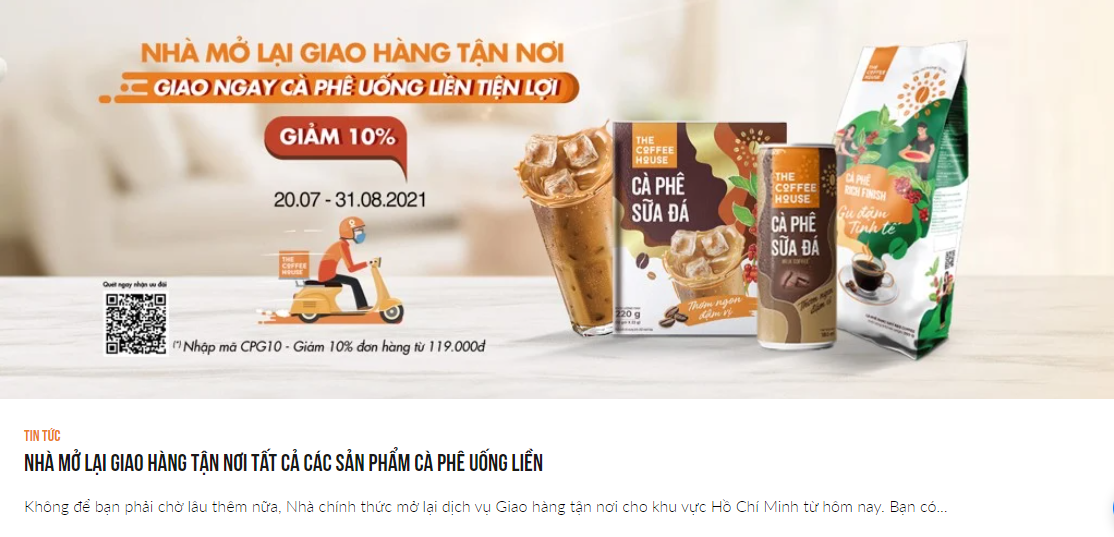 NHÀ MỞ LẠI GIAO HÀNG TẬN NƠI
GIAO NGAY CÀ PHÊ UỐNG LIỀN TIỆN LỢI
GIẢM 10%
20.07 - 31.08.2021
THE
COFFEE
HOUSE
Quét ngay nhận ưu đãi
(*) Nhập mã CPG10 - Giảm 10% đơn hàng từ 119.000đ
THE
COFFEE
HOUSE
CÀ PHÊ
SỮA ĐÁ
220 g
Thơm ngon
đậm vị
THE
COFFEE
HOUSE
CÀ PHÊ
SỮA ĐÁ
Thơm ngon
đậm vị
THE
COFFEE
HOUSE
CÀ PHÊ
RICH FINISH
Gu đậm
Tinh tế
TIN TỨC
NHÀ MỞ LẠI GIAO HÀNG TẬN NƠI TẤT CẢ CÁC SẢN PHẨM CÀ PHÊ UỐNG LIỀN
Không để bạn phải chờ lâu thêm nữa, Nhà chính thức mở lại dịch vụ Giao hàng tận nơi cho khu vực Hồ Chí Minh từ hôm nay. Bạn có...